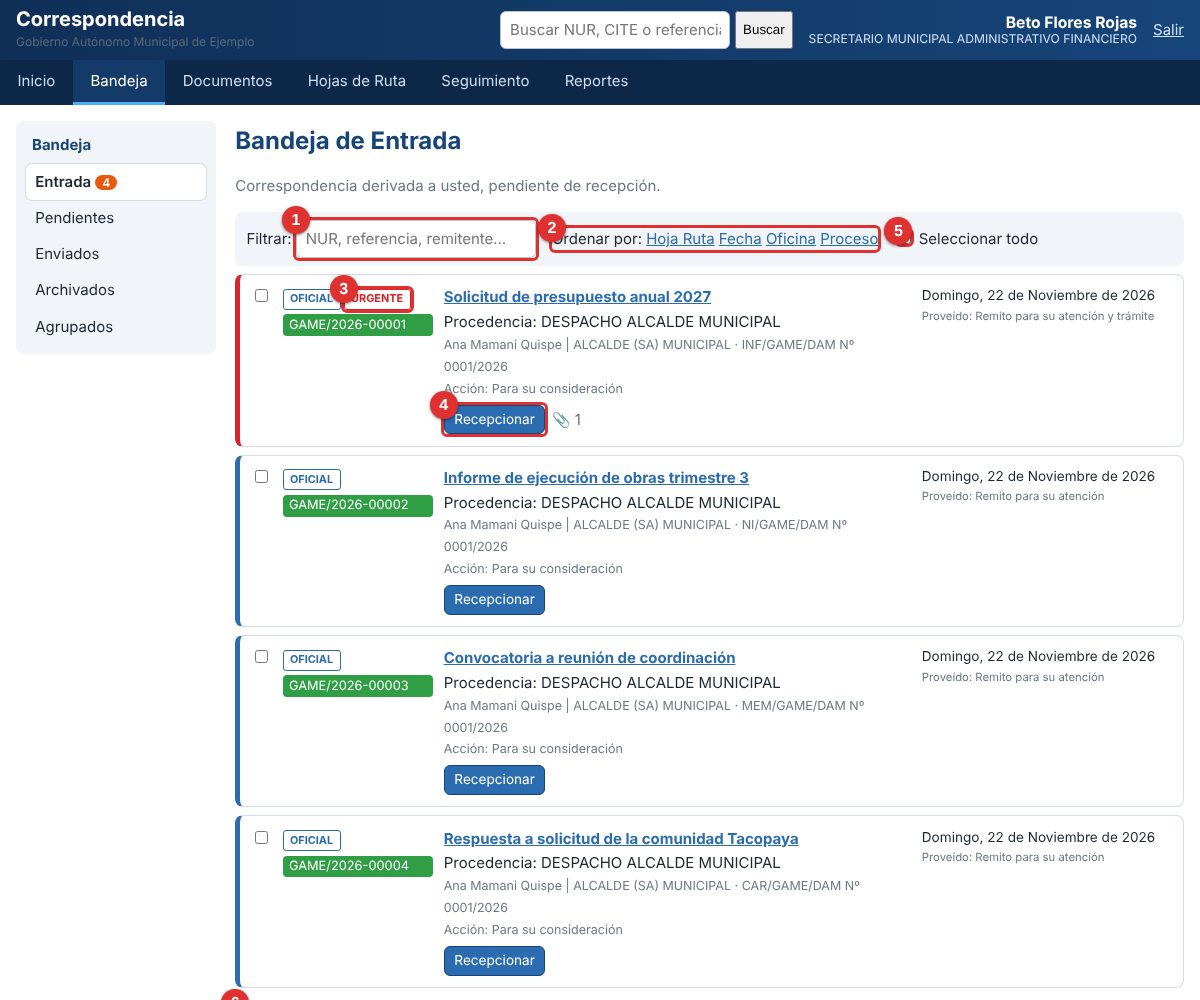 Correspondencia
Gobierno Autónomo Municipal de Ejemplo
Buscar NUR, CITE o referenci
Buscar
Beto Flores Rojas
SECRETARIO MUNICIPAL ADMINISTRATIVO FINANCIERO
Salir
Inicio
Bandeja
Documentos
Hojas de Ruta
Seguimiento
Reportes
Bandeja
Entrada 4
Pendientes
Enviados
Archivados
Agrupados
Bandeja de Entrada
Correspondencia derivada a usted, pendiente de recepción.
Filtrar: 1 NUR, referencia, remitente... 2 Ordenar por: Hoja Ruta Fecha Oficina Proceso 5 Seleccionar todo
OFICIAL 3 URGENTE
GAME/2026-00001
Solicitud de presupuesto anual 2027
Procedencia: DESPACHO ALCALDE MUNICIPAL
Ana Mamani Quispe | ALCALDE (SA) MUNICIPAL · INF/GAME/DAM Nº
0001/2026
Acción: Para su consideración
4 Recepcionar 1
Domingo, 22 de Noviembre de 2026
Proveído: Remito para su atención y trámite
OFICIAL
GAME/2026-00002
Informe de ejecución de obras trimestre 3
Procedencia: DESPACHO ALCALDE MUNICIPAL
Ana Mamani Quispe | ALCALDE (SA) MUNICIPAL · NI/GAME/DAM Nº
0001/2026
Acción: Para su consideración
Recepcionar
Domingo, 22 de Noviembre de 2026
Proveído: Remito para su atención
OFICIAL
GAME/2026-00003
Convocatoria a reunión de coordinación
Procedencia: DESPACHO ALCALDE MUNICIPAL
Ana Mamani Quispe | ALCALDE (SA) MUNICIPAL · MEM/GAME/DAM Nº
0001/2026
Acción: Para su consideración
Recepcionar
Domingo, 22 de Noviembre de 2026
Proveído: Remito para su atención
OFICIAL
GAME/2026-00004
Respuesta a solicitud de la comunidad Tacopaya
Procedencia: DESPACHO ALCALDE MUNICIPAL
Ana Mamani Quispe | ALCALDE (SA) MUNICIPAL · CAR/GAME/DAM Nº
0001/2026
Acción: Para su consideración
Recepcionar
Domingo, 22 de Noviembre de 2026
Proveído: Remito para su atención